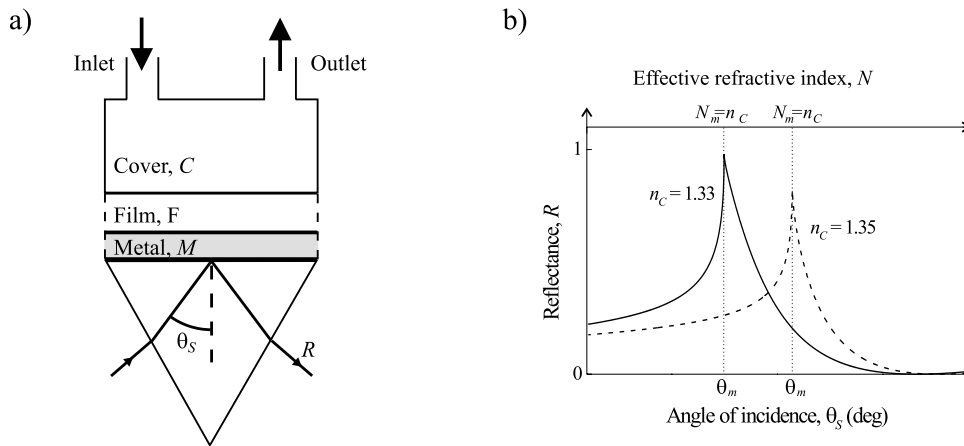 a)
Inlet
Outlet
Cover, C
Film, F
Metal, M
θS
R
b)
Effective refractive index, N
Nm=nC
Nm=nC
1
nC = 1.33
nC = 1.35
Reflectance, R
0
θm
θm
Angle of incidence, θS (deg)